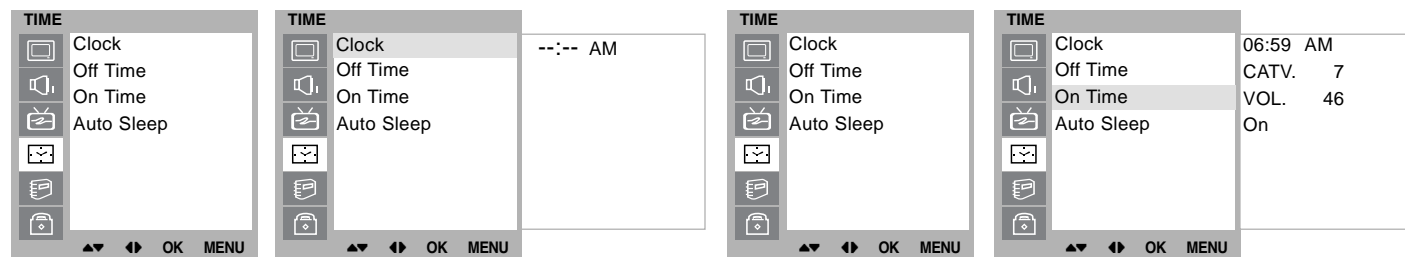 TIME
Clock
Off Time
On Time
Auto Sleep
OK MENU
TIME
Clock
Off Time
On Time
Auto Sleep
--:-- AM
OK MENU
TIME
Clock
Off Time
On Time
Auto Sleep
OK MENU
TIME
Clock
Off Time
On Time
Auto Sleep
06:59 AM
CATV. 7
VOL. 46
On
OK MENU